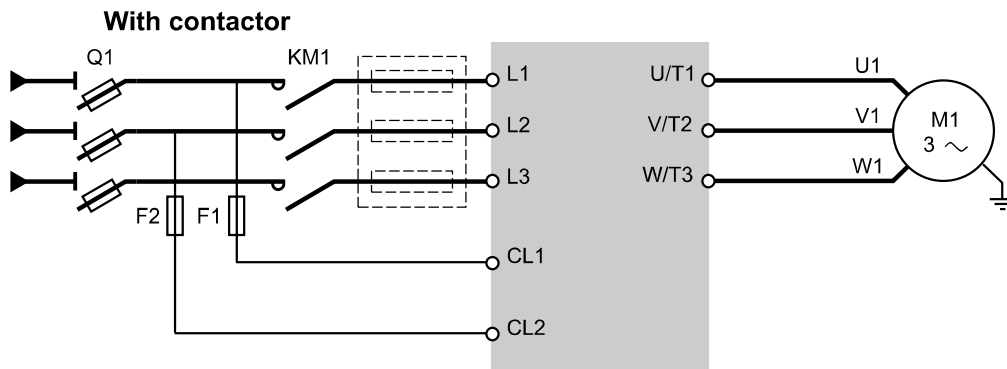 With contactor
Q1
KM1
L1
U/T1
U1
L2
V/T2
V1
M1
3 ～
L3
W/T3
W1
F2
F1
CL1
CL2